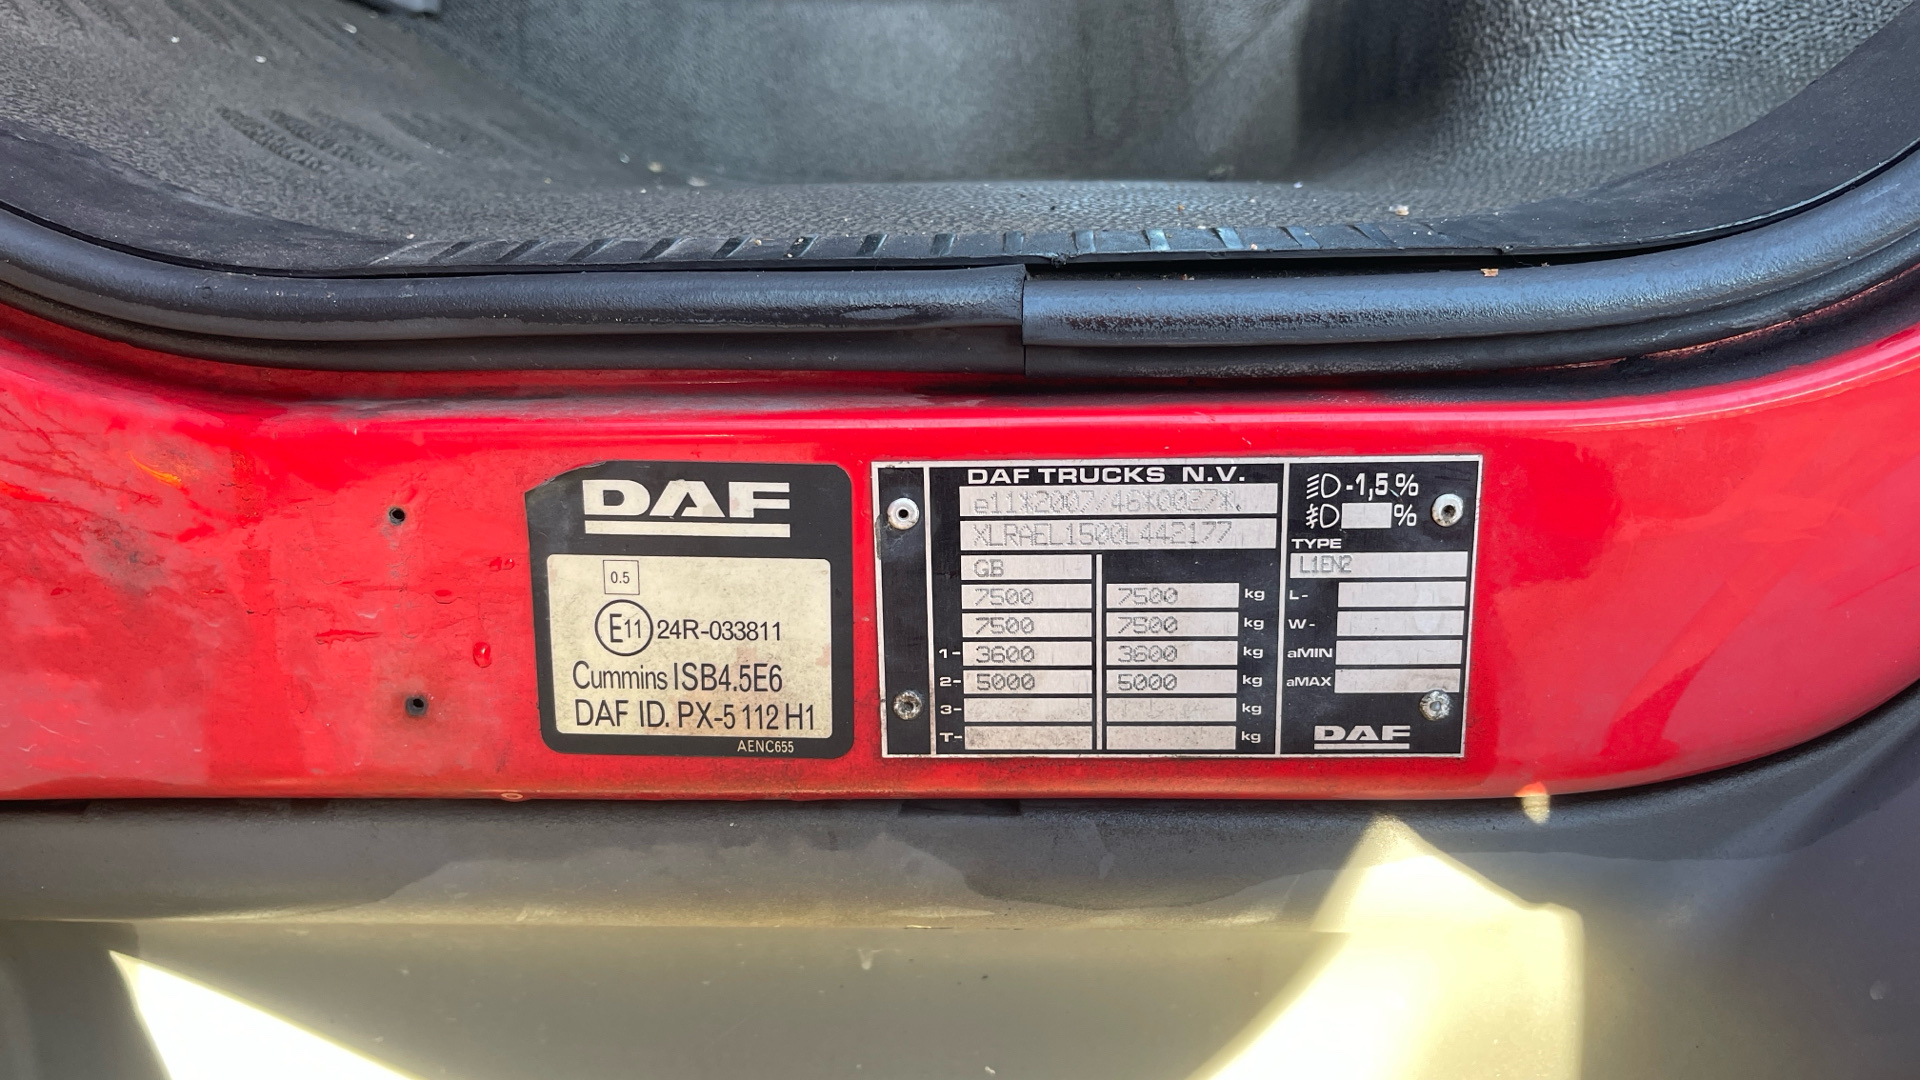 DAF
0.5
E11 24R-033811
Cummins ISB4.5E6
DAF ID. PX-5 112 H1
AENC655
DAF TRUCKS N.V.
e11*2007/46*0027*.
XLRAEL1500L442177
GB
7500 7500 kg
7500 7500 kg
1- 3600 3600 kg
2- 5000 5000 kg
3- kg
T- kg
-1,5%
%
TYPE
L1EN2
L-
W-
aMIN
aMAX
DAF